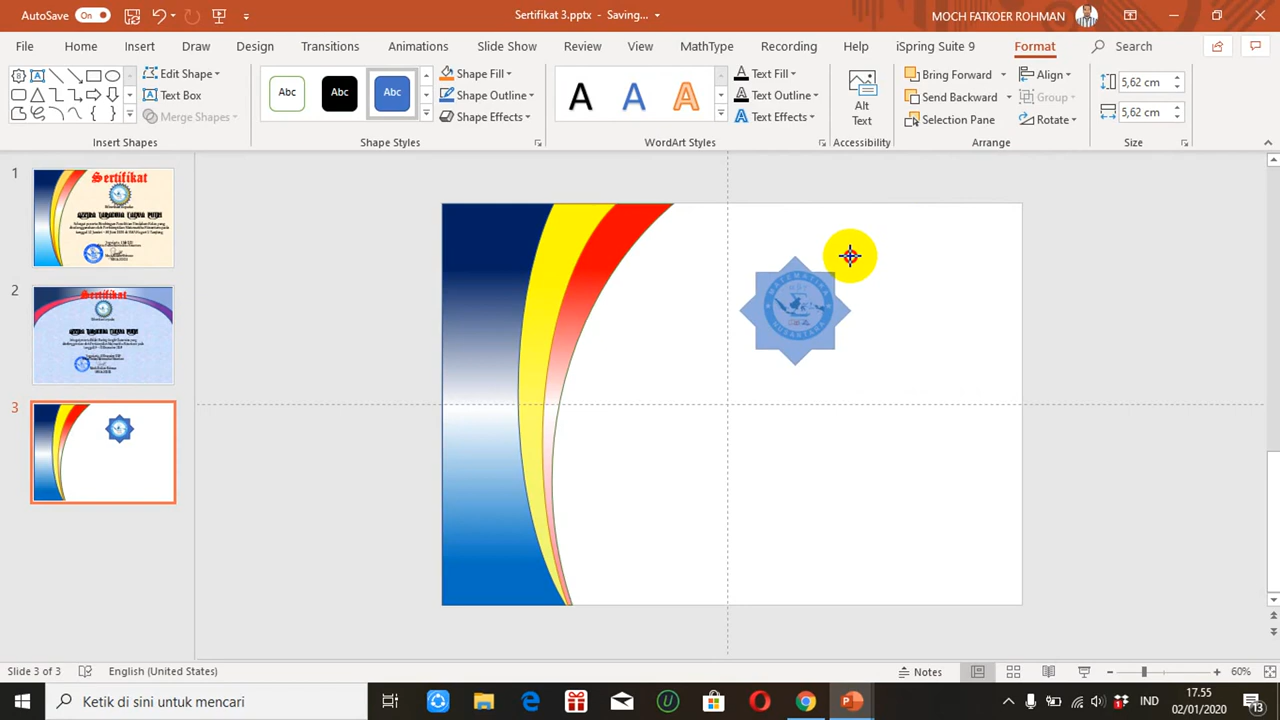 AutoSave On Sertifikat 3.pptx - Saving... MOCH FATKOER ROHMAN
File Home Insert Draw Design Transitions Animations Slide Show Review View MathType Recording Help iSpring Suite 9 Format Search
Edit Shape
Text Box
Merge Shapes
Insert Shapes
Abc Abc Abc
Shape Fill
Shape Outline
Shape Effects
Shape Styles
A A A
Text Fill
Text Outline
Text Effects
WordArt Styles
Alt Text
Accessibility
Bring Forward
Send Backward
Selection Pane
Align
Group
Rotate
Arrange
5,62 cm
5,62 cm
Size
1
Sertifikat
2
Sertifikat
3
Slide 3 of 3 English (United States) Notes 60%
Ketik di sini untuk mencari IND 17.55
02/01/2020 13